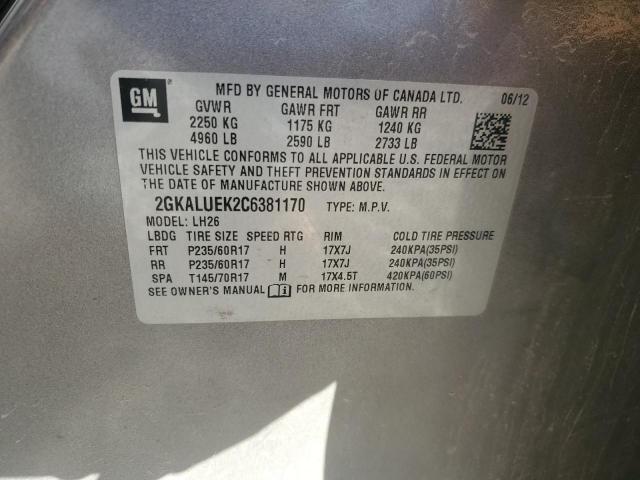 GM
MFD BY GENERAL MOTORS OF CANADA LTD. 06/12
GVWR GAWR FRT GAWR RR
2250 KG 1175 KG 1240 KG
4960 LB 2590 LB 2733 LB
THIS VEHICLE CONFORMS TO ALL APPLICABLE U.S. FEDERAL MOTOR
VEHICLE SAFETY AND THEFT PREVENTION STANDARDS IN EFFECT ON
THE DATE OF MANUFACTURE SHOWN ABOVE.
2GKALUEK2C6381170 TYPE: M.P.V.
MODEL: LH26
LBDG TIRE SIZE SPEED RTG RIM COLD TIRE PRESSURE
FRT P235/60R17 H 17X7J 240KPA(35PSI)
RR P235/60R17 H 17X7J 240KPA(35PSI)
SPA T145/70R17 M 17X4.5T 420KPA(60PSI)
SEE OWNER'S MANUAL i FOR MORE INFORMATION.